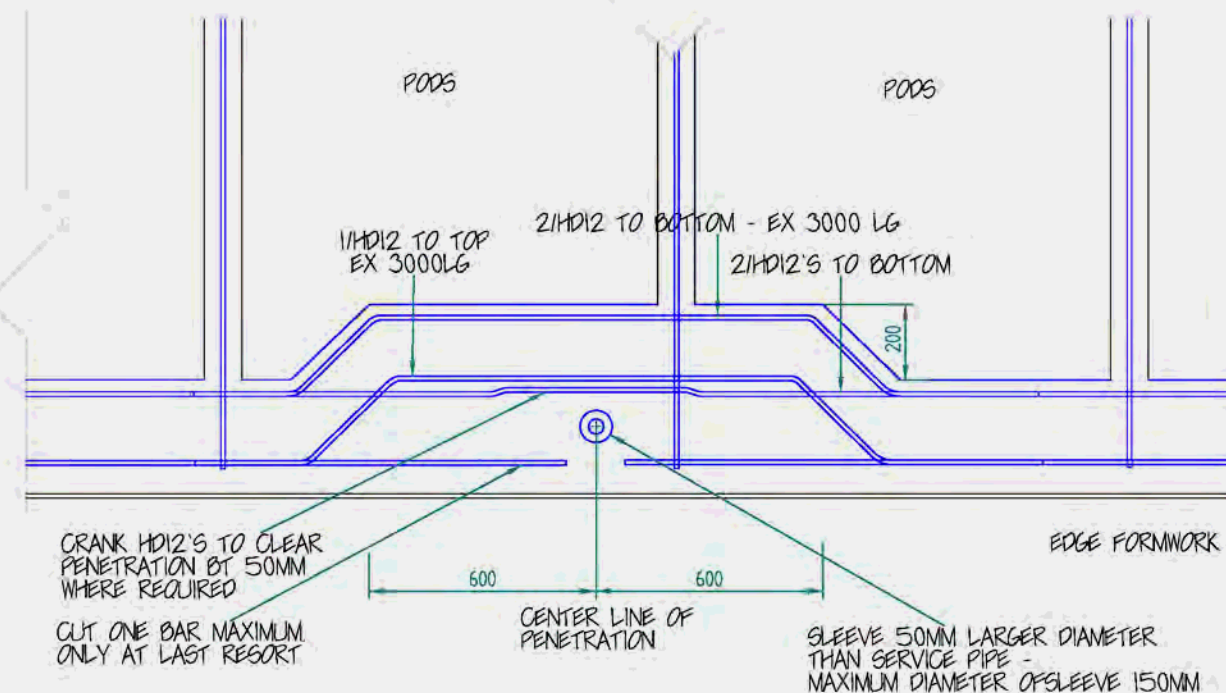 PODS
PODS
2/HD12 TO BOTTOM - EX 3000 LG
1/HD12 TO TOP
EX 3000LG
2/HD12'S TO BOTTOM
200
CRANK HD12'S TO CLEAR
PENETRATION BT 50MM
WHERE REQUIRED
EDGE FORMWORK
600
600
CUT ONE BAR MAXIMUM
ONLY AT LAST RESORT
CENTER LINE OF
PENETRATION
SLEEVE 50MM LARGER DIAMETER
THAN SERVICE PIPE -
MAXIMUM DIAMETER OFSLEEVE 150MM